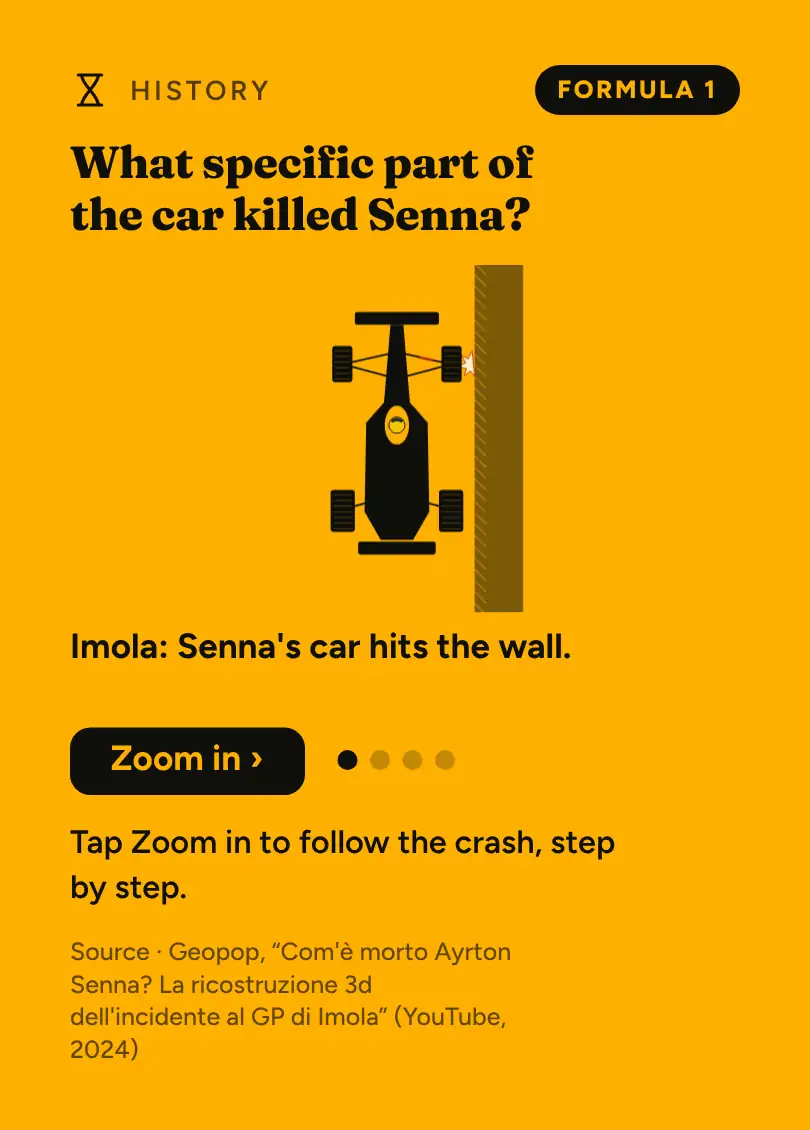 HISTORY
FORMULA 1
What specific part of
the car killed Senna?
Imola: Senna's car hits the wall.
Zoom in ›
Tap Zoom in to follow the crash, step
by step.
Source · Geopop, “Com'è morto Ayrton
Senna? La ricostruzione 3d
dell'incidente al GP di Imola” (YouTube,
2024)